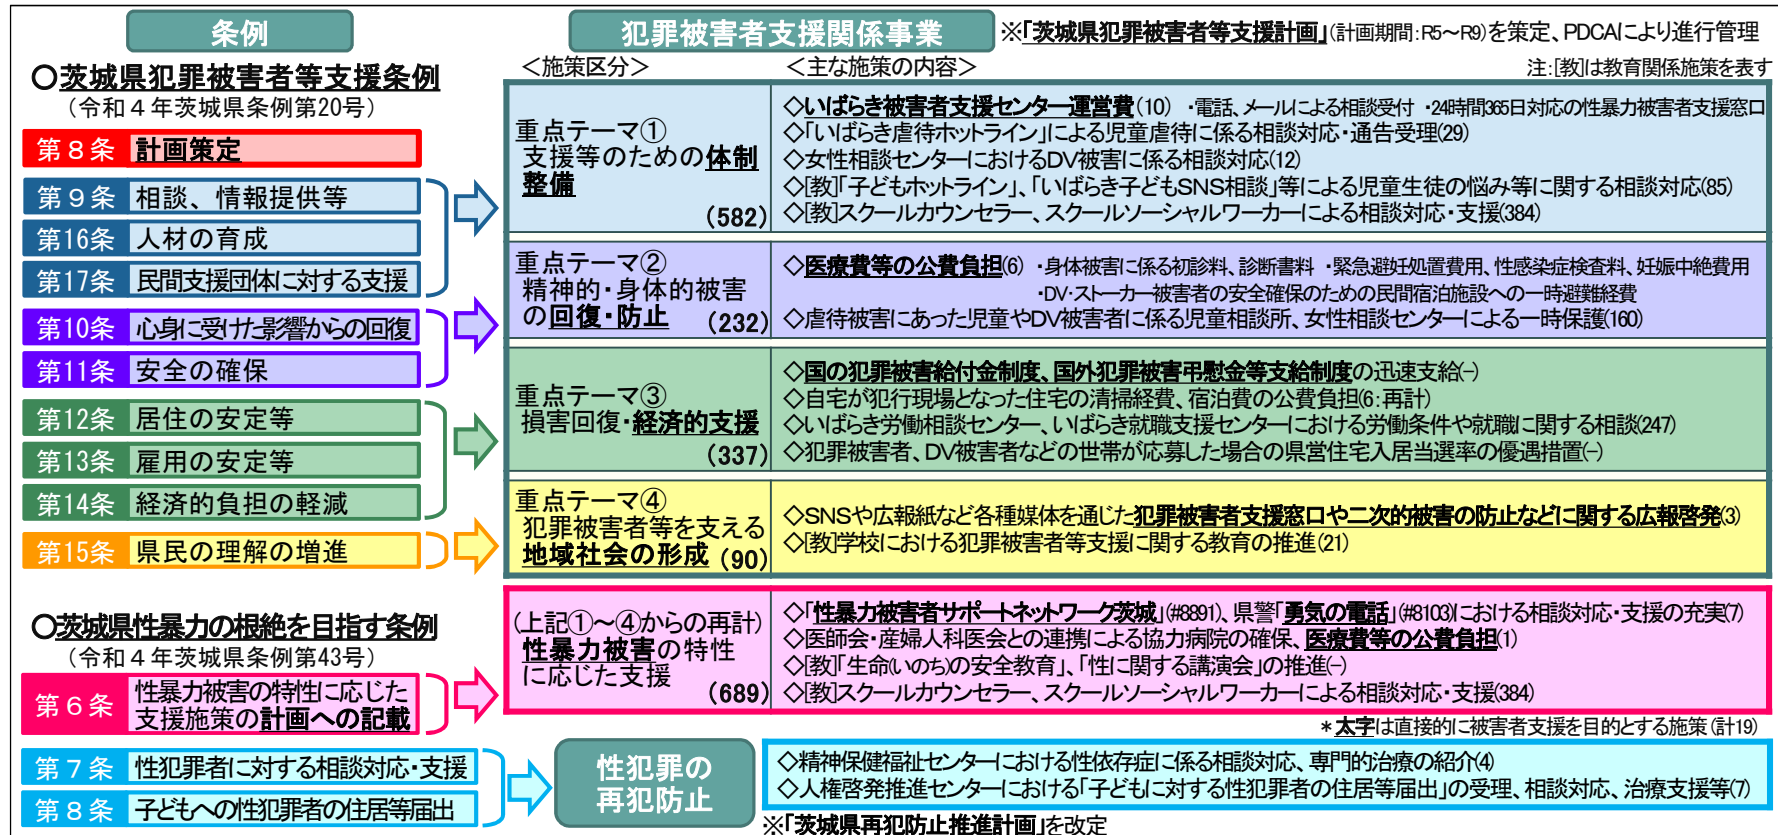 条例
犯罪被害者支援関係事業
※「茨城県犯罪被害者等支援計画」(計画期間：R5～R9)を策定、PDCAにより進行管理
○茨城県犯罪被害者等支援条例
（令和４年茨城県条例第20号）
＜施策区分＞
＜主な施策の内容＞
注：[教]は教育関係施策を表す
第８条 計画策定
第９条 相談、情報提供等
第16条 人材の育成
第17条 民間支援団体に対する支援
第10条 心身に受けた影響からの回復
第11条 安全の確保
第12条 居住の安定等
第13条 雇用の安定等
第14条 経済的負担の軽減
第15条 県民の理解の増進
重点テーマ①
支援等のための体制
整備
(582)
◇いばらき被害者支援センター運営費(10) ・電話、メールによる相談受付 ・24時間365日対応の性暴力被害者支援窓口
◇「いばらき虐待ホットライン」による児童虐待に係る相談対応・通告受理(29)
◇女性相談センターにおけるDV被害に係る相談対応(12)
◇[教]「子どもホットライン」、「いばらき子どもSNS相談」等による児童生徒の悩み等に関する相談対応(85)
◇[教]スクールカウンセラー、スクールソーシャルワーカーによる相談対応・支援(384)
重点テーマ②
精神的・身体的被害
の回復・防止 (232)
◇医療費等の公費負担(6) ・身体被害に係る初診料、診断書料 ・緊急避妊処置費用、性感染症検査料、妊娠中絶費用
・DV・ストーカー被害者の安全確保のための民間宿泊施設への一時避難経費
◇虐待被害にあった児童やDV被害者に係る児童相談所、女性相談センターによる一時保護(160)
重点テーマ③
損害回復・経済的支援
(337)
◇国の犯罪被害給付金制度、国外犯罪被害弔慰金等支給制度の迅速支給(-)
◇自宅が犯行現場となった住宅の清掃経費、宿泊費の公費負担(6：再計)
◇いばらき労働相談センター、いばらき就職支援センターにおける労働条件や就職に関する相談(247)
◇犯罪被害者、DV被害者などの世帯が応募した場合の県営住宅入居当選率の優遇措置(-)
重点テーマ④
犯罪被害者等を支える
地域社会の形成 (90)
◇SNSや広報紙など各種媒体を通じた犯罪被害者支援窓口や二次的被害の防止などに関する広報啓発(3)
◇[教]学校における犯罪被害者等支援に関する教育の推進(21)
○茨城県性暴力の根絶を目指す条例
（令和４年茨城県条例第43号）
第６条 性暴力被害の特性に応じた
支援施策の計画への記載
(上記①～④からの再計)
性暴力被害の特性
に応じた支援
(689)
◇「性暴力被害者サポートネットワーク茨城」(#8891)、県警「勇気の電話」(#8103)における相談対応・支援の充実(7)
◇医師会・産婦人科医会との連携による協力病院の確保、医療費等の公費負担(1)
◇[教]「生命(いのち)の安全教育」、「性に関する講演会」の推進(-)
◇[教]スクールカウンセラー、スクールソーシャルワーカーによる相談対応・支援(384)
＊太字は直接的に被害者支援を目的とする施策(計19)
第７条 性犯罪者に対する相談対応・支援
第８条 子どもへの性犯罪者の住居等届出
性犯罪の
再犯防止
◇精神保健福祉センターにおける性依存症に係る相談対応、専門的治療の紹介(4)
◇人権啓発推進センターにおける「子どもに対する性犯罪者の住居等届出」の受理、相談対応、治療支援等(7)
※「茨城県再犯防止推進計画」を改定